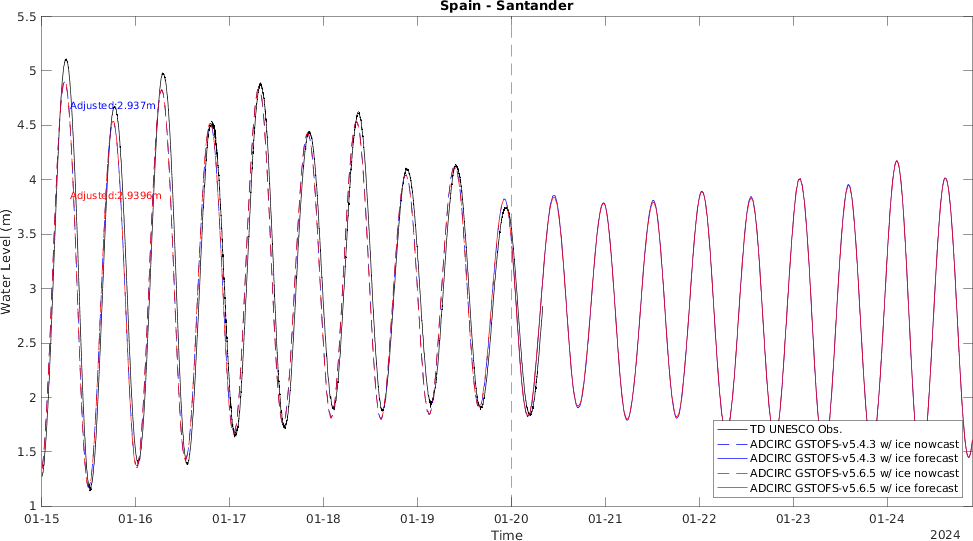 Spain - Santander
5.5
5
4.5
4
3.5
3
2.5
2
1.5
1
Water Level (m)
Adjusted:2.937m
Adjusted:2.9396m
TD UNESCO Obs.
ADCIRC GSTOFS-v5.4.3 w/ ice nowcast
ADCIRC GSTOFS-v5.4.3 w/ ice forecast
ADCIRC GSTOFS-v5.6.5 w/ ice nowcast
ADCIRC GSTOFS-v5.6.5 w/ ice forecast
01-15 01-16 01-17 01-18 01-19 01-20 01-21 01-22 01-23 01-24
Time
2024